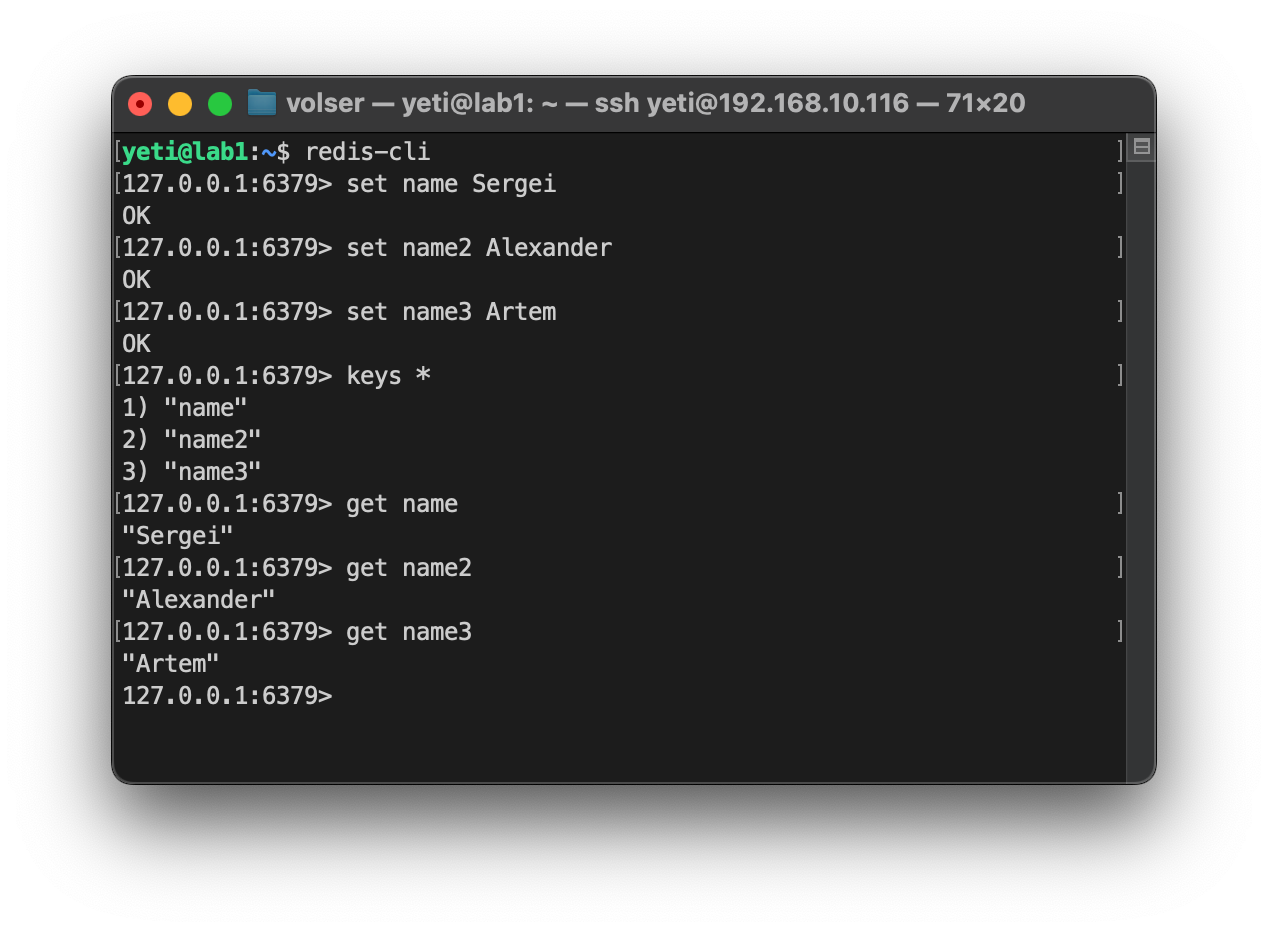 volser — yeti@lab1: ~ — ssh yeti@192.168.10.116 — 71×20
[yeti@lab1:~$ redis-cli ]
[127.0.0.1:6379> set name Sergei ]
OK
[127.0.0.1:6379> set name2 Alexander ]
OK
[127.0.0.1:6379> set name3 Artem ]
OK
[127.0.0.1:6379> keys * ]
1) "name"
2) "name2"
3) "name3"
[127.0.0.1:6379> get name ]
"Sergei"
[127.0.0.1:6379> get name2 ]
"Alexander"
[127.0.0.1:6379> get name3 ]
"Artem"
127.0.0.1:6379>